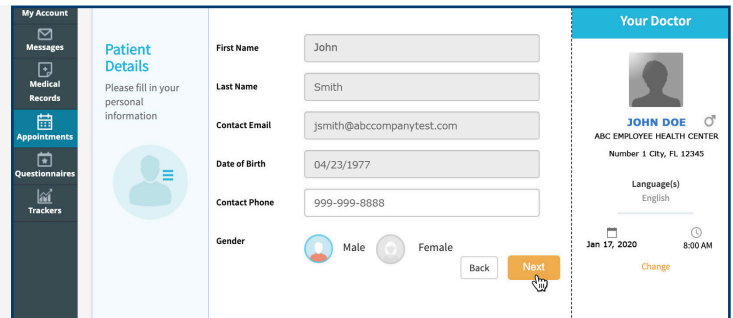 My Account
Messages
Medical
Records
Appointments
Questionnaires
Trackers
Patient
Details
Please fill in your
personal
information
First Name
John
Last Name
Smith
Contact Email
jsmith@abccompanytest.com
Date of Birth
04/23/1977
Contact Phone
999-999-8888
Gender
Male
Female
Back
Next
Your Doctor
JOHN DOE
ABC EMPLOYEE HEALTH CENTER
Number 1 City, FL 12345
Language(s)
English
Jan 17, 2020
8:00 AM
Change